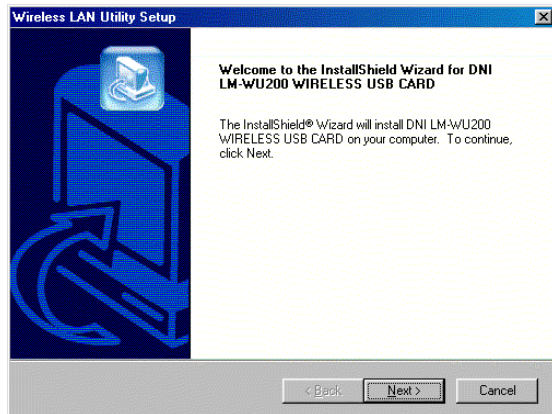 Wireless LAN Utility Setup
Welcome to the InstallShield Wizard for DNI
LM-WU200 WIRELESS USB CARD
The InstallShield® Wizard will install DNI LM-WU200
WIRELESS USB CARD on your computer. To continue,
click Next.
< Back
Next >
Cancel